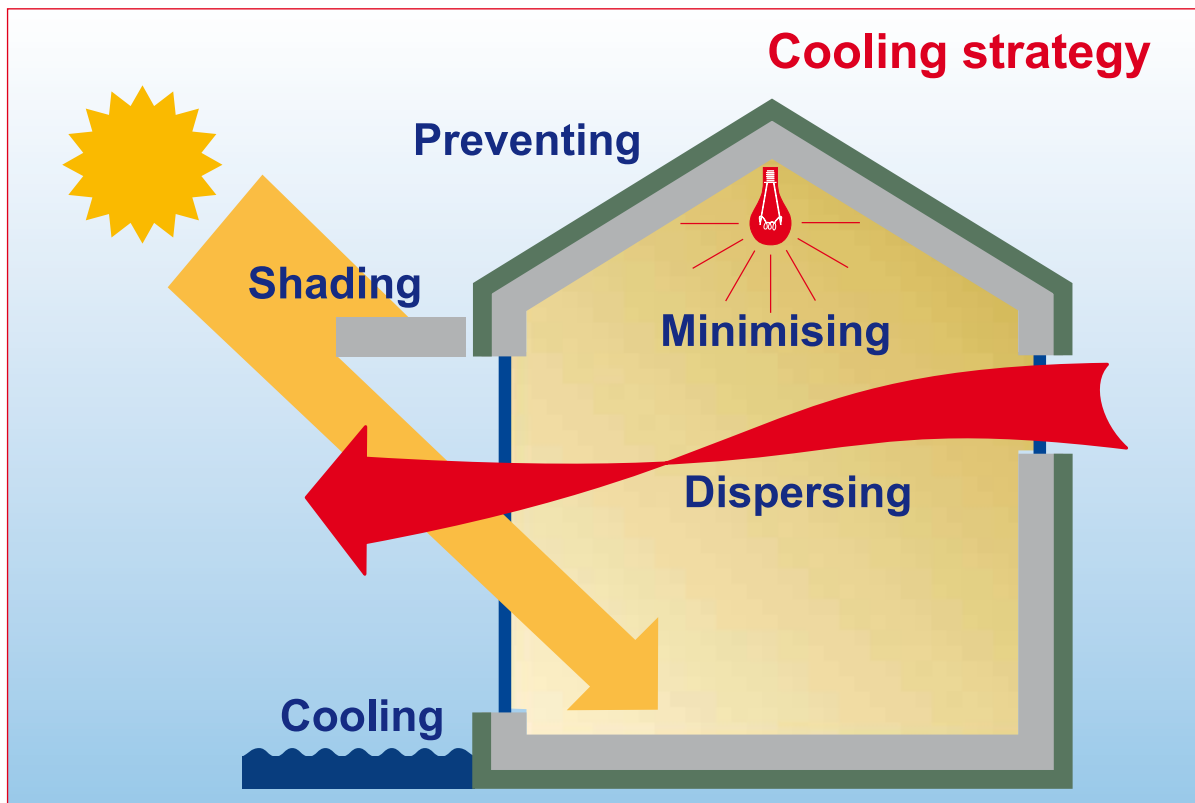 Cooling strategy
Preventing
Shading
Minimising
Dispersing
Cooling